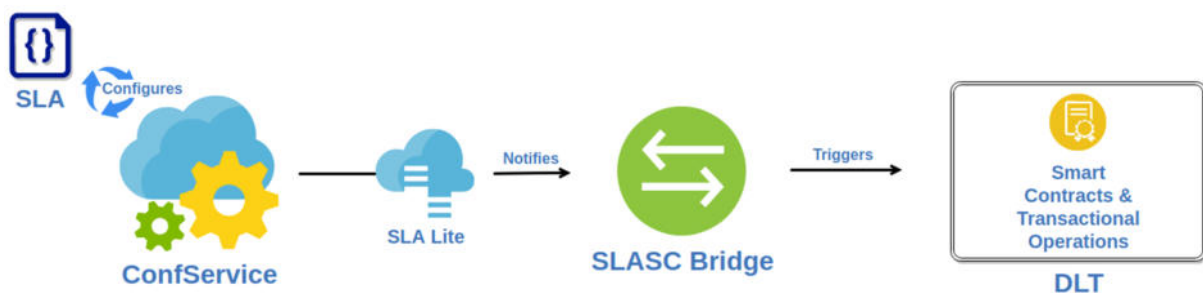 {}
SLA
Configures
ConfService
SLA Lite
Notifies
SLASC Bridge
Triggers
Smart
Contracts &
Transactional
Operations
DLT